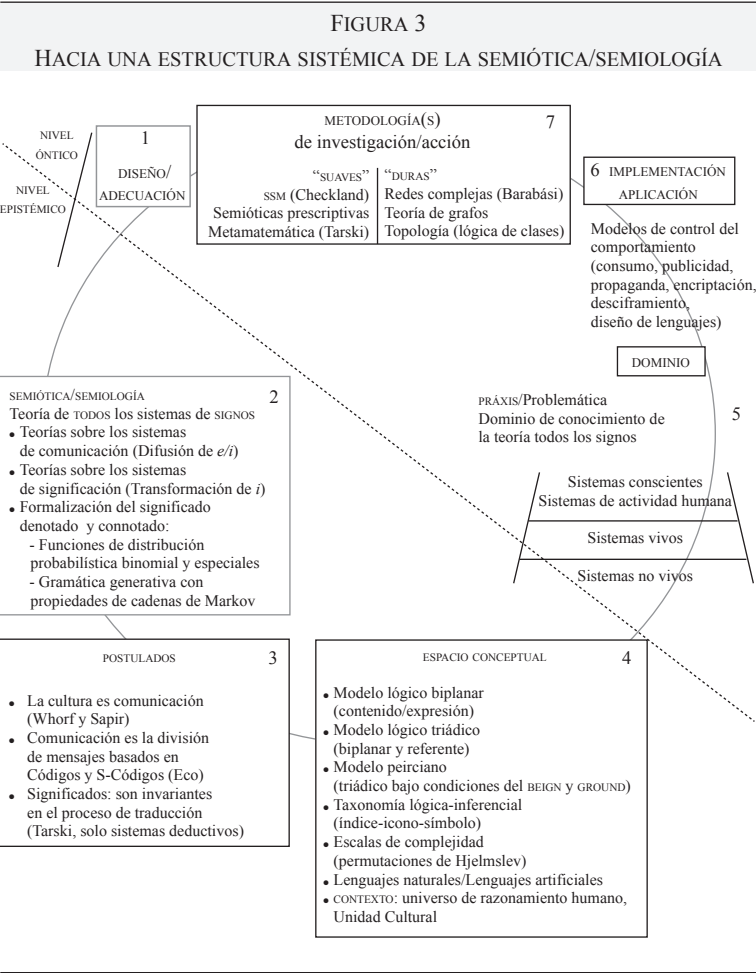 FIGURA 3
HACIA UNA ESTRUCTURA SISTÉMICA DE LA SEMIÓTICA/SEMIOLOGÍA
NIVEL
ÓNTICO
NIVEL
EPISTÉMICO
1
DISEÑO/
ADECUACIÓN
METODOLOGÍA(S) 7
de investigación/acción
“SUAVES”
SSM (Checkland)
Semióticas prescriptivas
Metamatemática (Tarski)
“DURAS”
Redes complejas (Barabási)
Teoría de grafos
Topología (lógica de clases)
6 IMPLEMENTACIÓN
APLICACIÓN
Modelos de control del
comportamiento
(consumo, publicidad,
propaganda, encriptación,
desciframiento,
diseño de lenguajes)
DOMINIO
PRÁXIS/Problemática 5
Dominio de conocimiento de
la teoría todos los signos
Sistemas conscientes
Sistemas de actividad humana
Sistemas vivos
Sistemas no vivos
SEMIÓTICA/SEMIOLOGÍA 2
Teoría de TODOS los sistemas de SIGNOS
• Teorías sobre los sistemas
de comunicación (Difusión de e/i)
• Teorías sobre los sistemas
de significación (Transformación de i)
• Formalización del significado
denotado y connotado:
- Funciones de distribución
probabilística binomial y especiales
- Gramática generativa con
propiedades de cadenas de Markov
POSTULADOS 3
• La cultura es comunicación
(Whorf y Sapir)
• Comunicación es la división
de mensajes basados en
Códigos y S-Códigos (Eco)
• Significados: son invariantes
en el proceso de traducción
(Tarski, solo sistemas deductivos)
ESPACIO CONCEPTUAL 4
• Modelo lógico biplanar
(contenido/expresión)
• Modelo lógico triádico
(biplanar y referente)
• Modelo peirciano
(triádico bajo condiciones del BEIGN y GROUND)
• Taxonomía lógica-inferencial
(índice-icono-símbolo)
• Escalas de complejidad
(permutaciones de Hjelmslev)
• Lenguajes naturales/Lenguajes artificiales
• CONTEXTO: universo de razonamiento humano,
Unidad Cultural